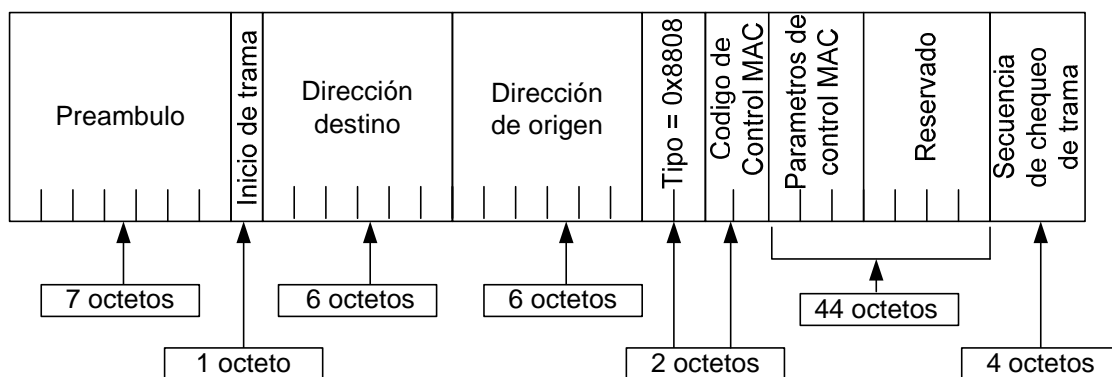 Preambulo
Inicio de trama
Dirección
destino
Dirección
de origen
Tipo = 0x8808
Codigo de
Control MAC
Parametros de
control MAC
Reservado
Secuencia
de chequeo
de trama
7 octetos
6 octetos
6 octetos
44 octetos
1 octeto
2 octetos
4 octetos